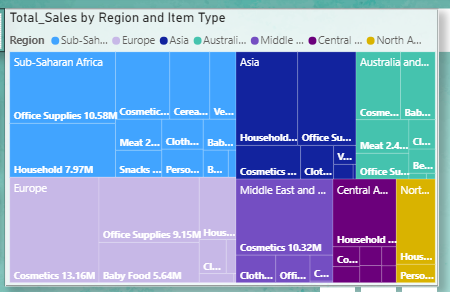 Total_Sales by Region and Item Type
Region Sub-Sah... Europe Asia Australi... Middle ... Central ... North A...
Sub-Saharan Africa
Office Supplies 10.58M
Household 7.97M
Cosmetic...
Cerea...
Ve...
Meat 2...
Cloth...
Bab...
Snacks ...
Perso...
B...
Europe
Cosmetics 13.16M
Office Supplies 9.15M
Baby Food 5.64M
Hous...
Cl...
Asia
Household...
Office Su...
Cosmetics ...
Clot...
V...
Australia and...
Cosme...
Bab...
Meat 2.4...
Cl...
Office Su...
Be...
Middle East and ...
Cosmetics 10.32M
Cloth...
Offi...
C...
Central A...
Household ...
Co...
Nort...
Hous...
Perso...